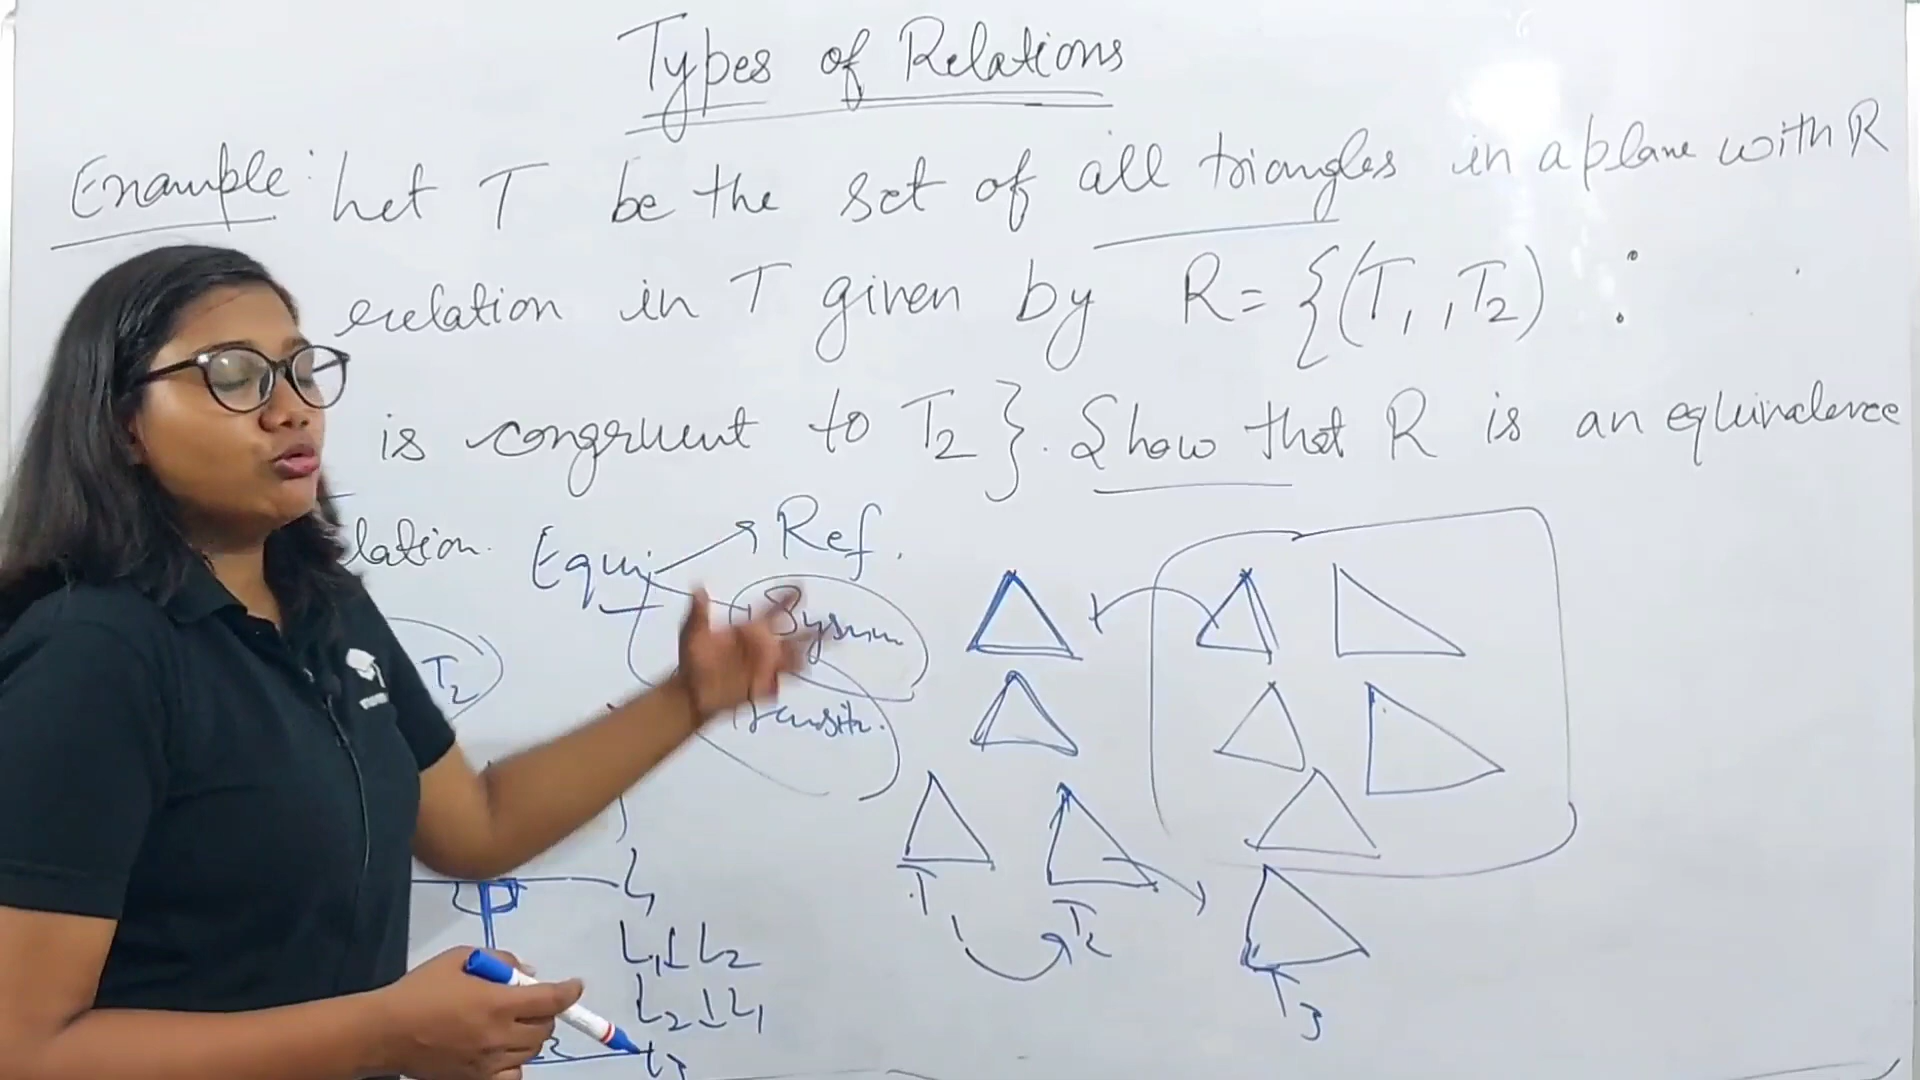 Types of Relations
Example: Let T be the set of all triangles in a plane with R
relation in T given by R = {(T₁, T₂) :
is congruent to T₂}. Show that R is an equivalence
lation.
Equi
Ref.
Symm
Transitiv.
T₂
T₁
T₂
T₃
L₁
L₁ ⊥ L₂
L₂ ⊥ L₁